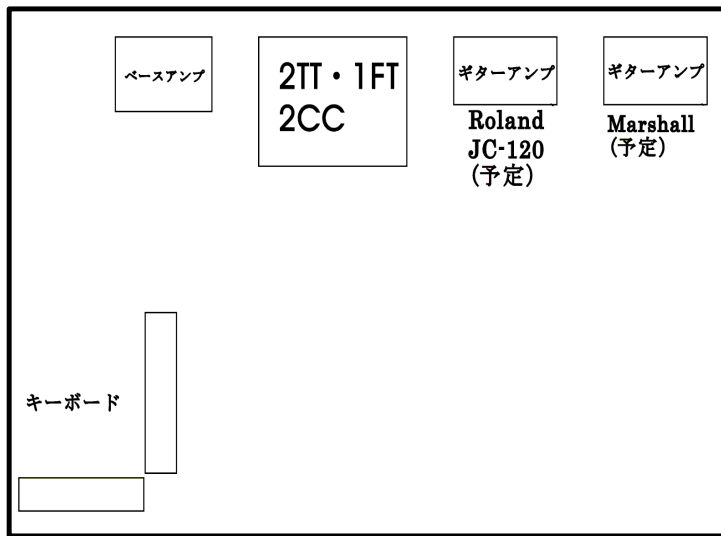 ベースアンプ
2TT・1FT
2CC
ギターアンプ
Roland
JC-120
(予定)
ギターアンプ
Marshall
(予定)
キーボード